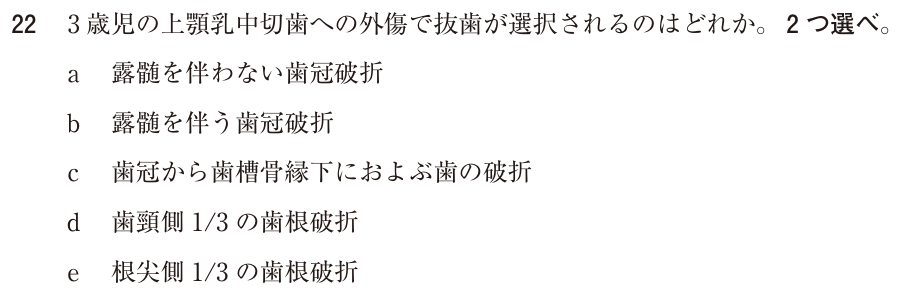 22 3歳児の上顎乳中切歯への外傷で抜歯が選択されるのはどれか。2つ選べ。
a 露髄を伴わない歯冠破折
b 露髄を伴う歯冠破折
c 歯冠から歯槽骨縁下におよぶ歯の破折
d 歯頸側1/3の歯根破折
e 根尖側1/3の歯根破折